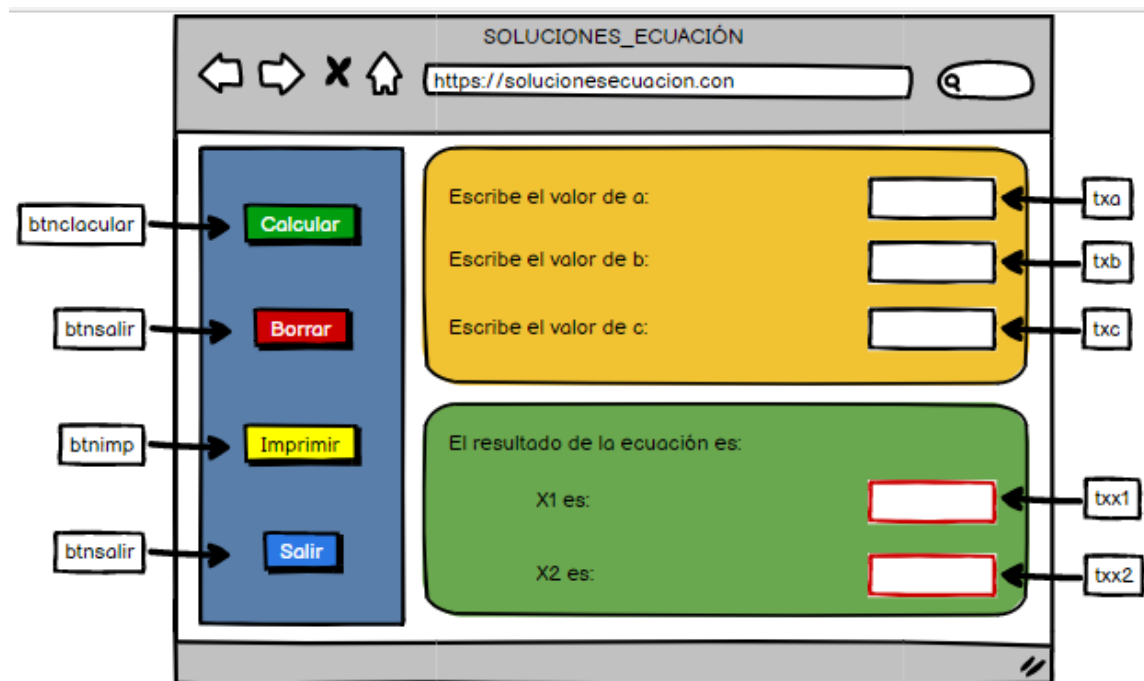 SOLUCIONES_ECUACIÓN
https://solucionesecuacion.con
btnclacular
Calcular
btnsalir
Borrar
btnimp
Imprimir
btnsalir
Salir
Escribe el valor de a:
txa
Escribe el valor de b:
txb
Escribe el valor de c:
txc
El resultado de la ecuación es:
X1 es:
txx1
X2 es:
txx2